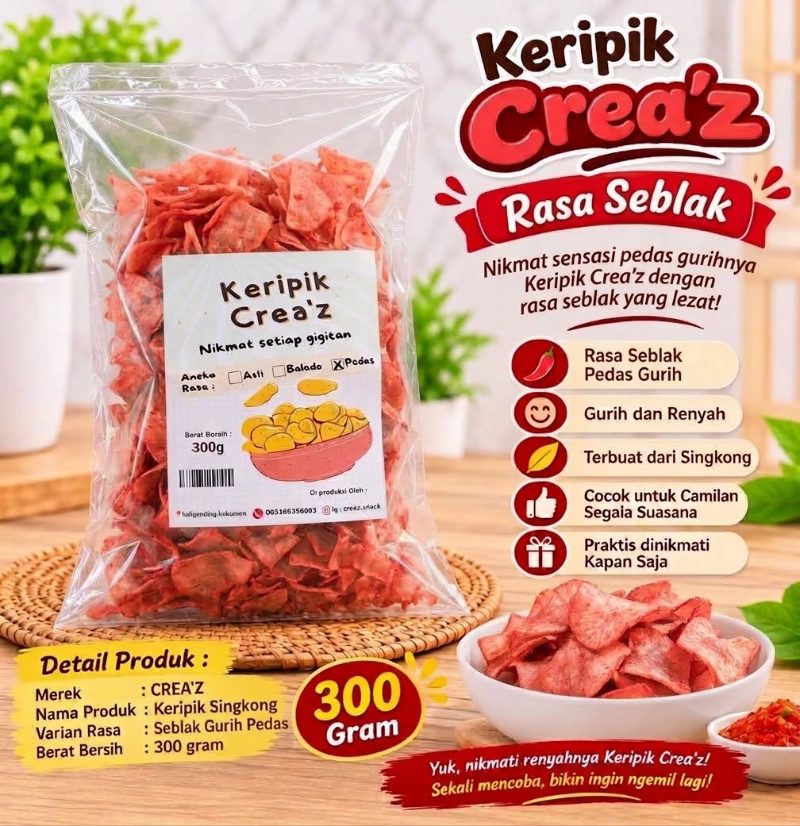 Keripik
Crea'z
Rasa Seblak
Nikmat sensasi pedas gurihnya
Keripik Crea'z dengan
rasa seblak yang lezat!
Rasa Seblak
Pedas Gurih
Gurih dan Renyah
Terbuat dari Singkong
Cocok untuk Camilan
Segala Suasana
Praktis dinikmati
Kapan Saja
Keripik
Crea'z
Nikmat setiap gigitan
Aneka
Rasa :
Asli
Balado
X Pedas
Berat Bersih :
300g
Di produksi Oleh :
Ig : creez.snack
Detail Produk :
Merek : CREA'Z
Nama Produk : Keripik Singkong
Varian Rasa : Seblak Gurih Pedas
Berat Bersih : 300 gram
300
Gram
Yuk, nikmati renyahnya Keripik Crea'z!
Sekali mencoba, bikin ingin ngemil lagi!